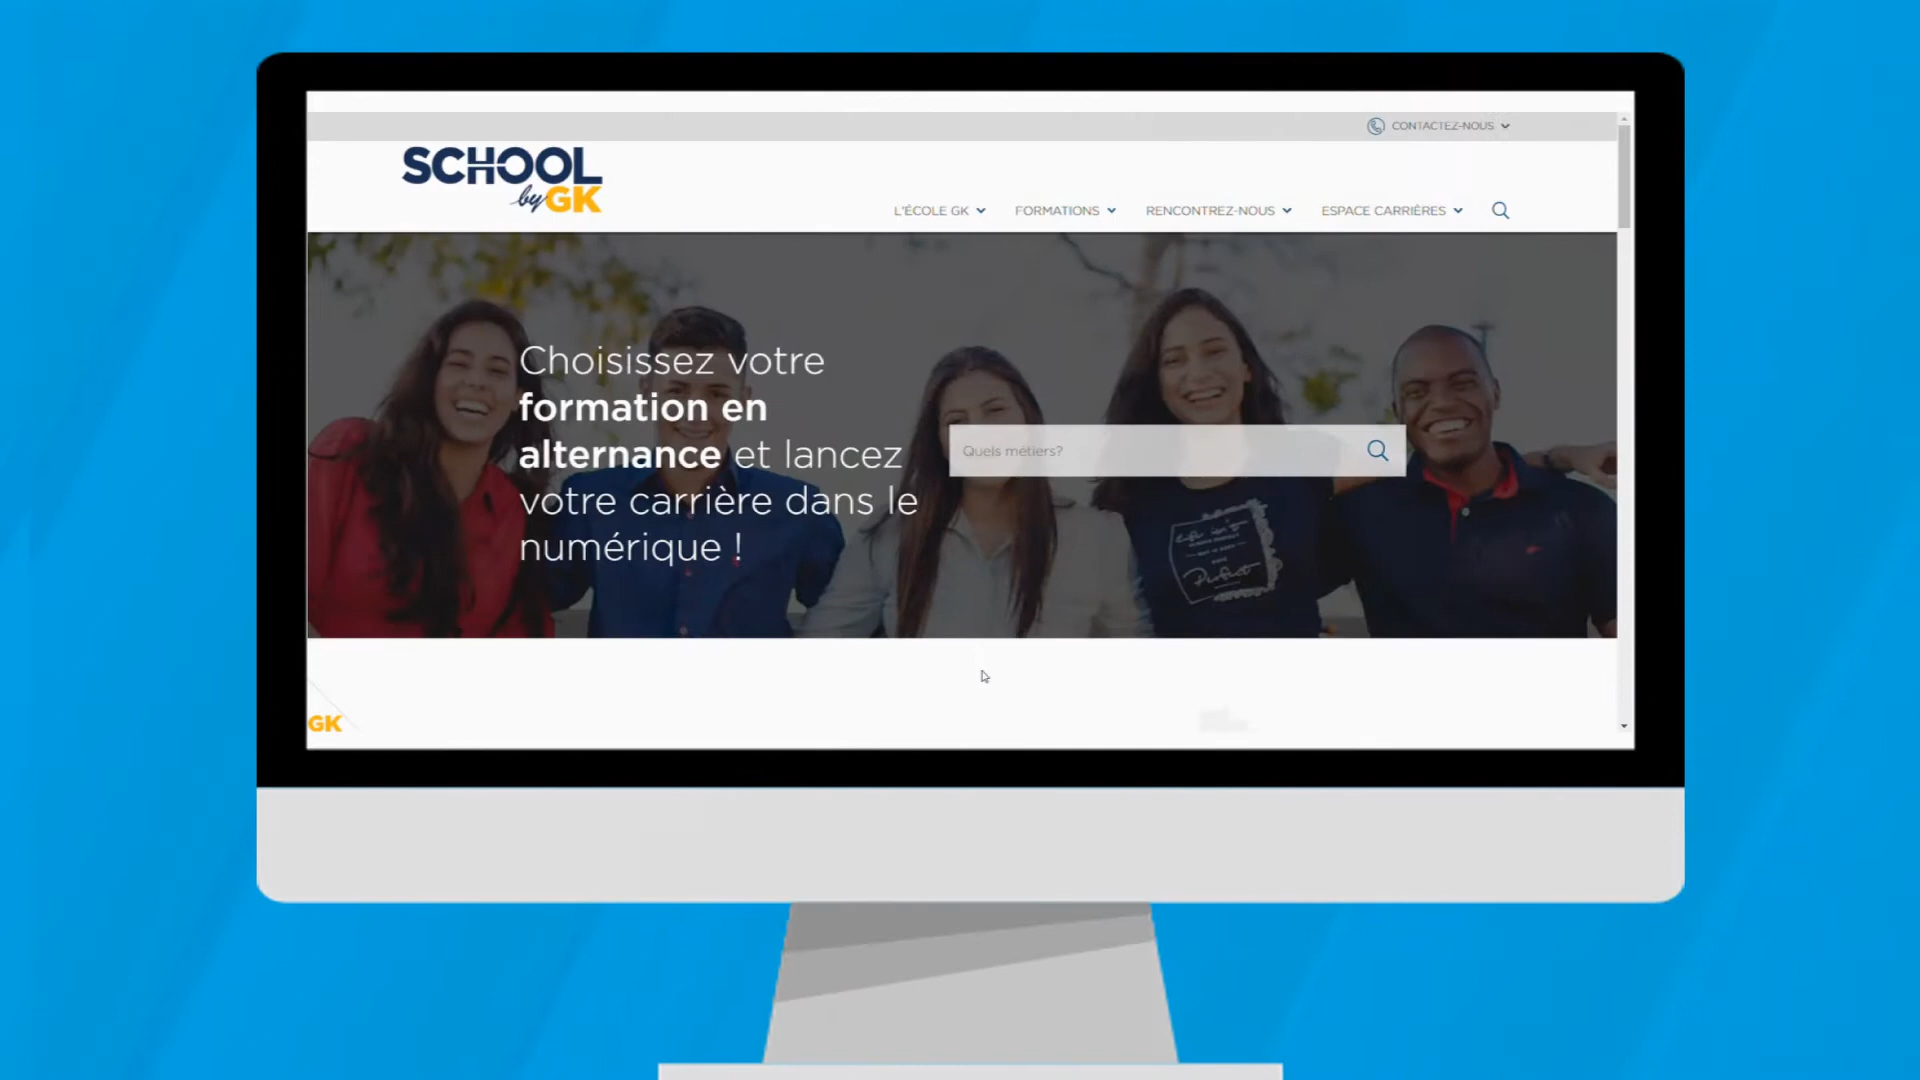 CONTACTEZ-NOUS
SCHOOL
by GK
L'ÉCOLE GK
FORMATIONS
RENCONTREZ-NOUS
ESPACE CARRIÈRES
Choisissez votre
formation en
alternance et lancez
votre carrière dans le
numérique !
Quels métiers?
Perfect
GK